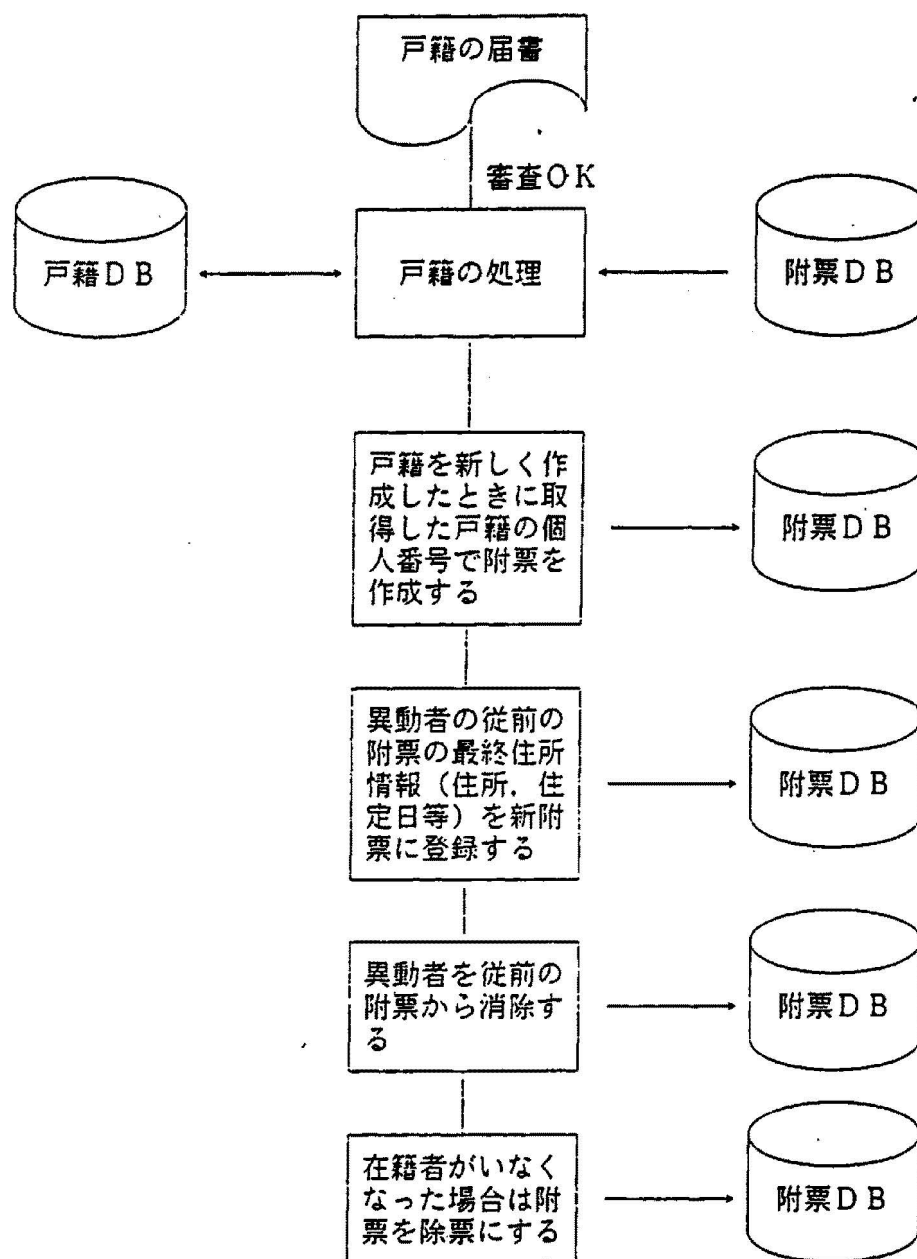 戸籍の届書
審査OK
戸籍DB
戸籍の処理
附票DB
戸籍を新しく作
成したときに取
得した戸籍の個
人番号で附票を
作成する
附票DB
異動者の従前の
附票の最終住所
情報（住所．住
定日等）を新附
票に登録する
附票DB
異動者を従前の
附票から消除す
る
附票DB
在籍者がいなく
なった場合は附
票を除票にする
附票DB